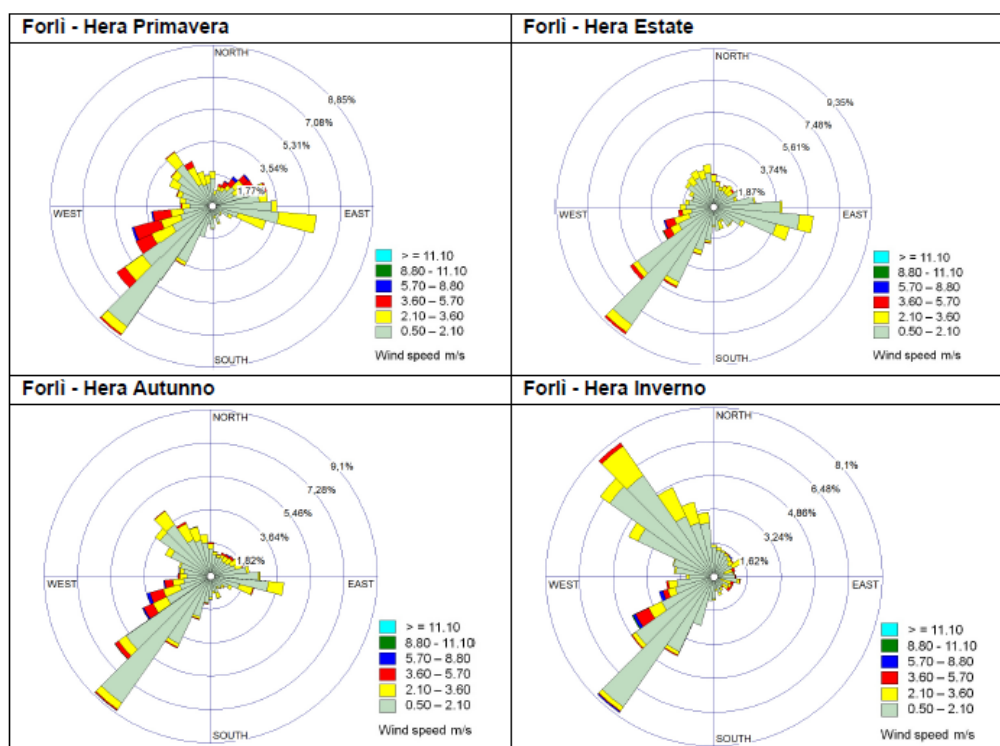 Forlì - Hera Primavera
NORTH
8,85%
7,08%
5,31%
3,54%
1,77%
WEST
EAST
SOUTH
> = 11.10
8.80 - 11.10
5.70 – 8.80
3.60 – 5.70
2.10 – 3.60
0.50 – 2.10
Wind speed m/s
Forlì - Hera Estate
NORTH
9,35%
7,48%
5,61%
3,74%
1,87%
WEST
EAST
SOUTH
> = 11.10
8.80 - 11.10
5.70 – 8.80
3.60 – 5.70
2.10 – 3.60
0.50 – 2.10
Wind speed m/s
Forlì - Hera Autunno
NORTH
9,1%
7,28%
5,46%
3,64%
1,82%
WEST
EAST
SOUTH
> = 11.10
8.80 - 11.10
5.70 – 8.80
3.60 – 5.70
2.10 – 3.60
0.50 – 2.10
Wind speed m/s
Forlì - Hera Inverno
NORTH
8,1%
6,48%
4,86%
3,24%
1,62%
WEST
EAST
SOUTH
> = 11.10
8.80 - 11.10
5.70 – 8.80
3.60 – 5.70
2.10 – 3.60
0.50 – 2.10
Wind speed m/s